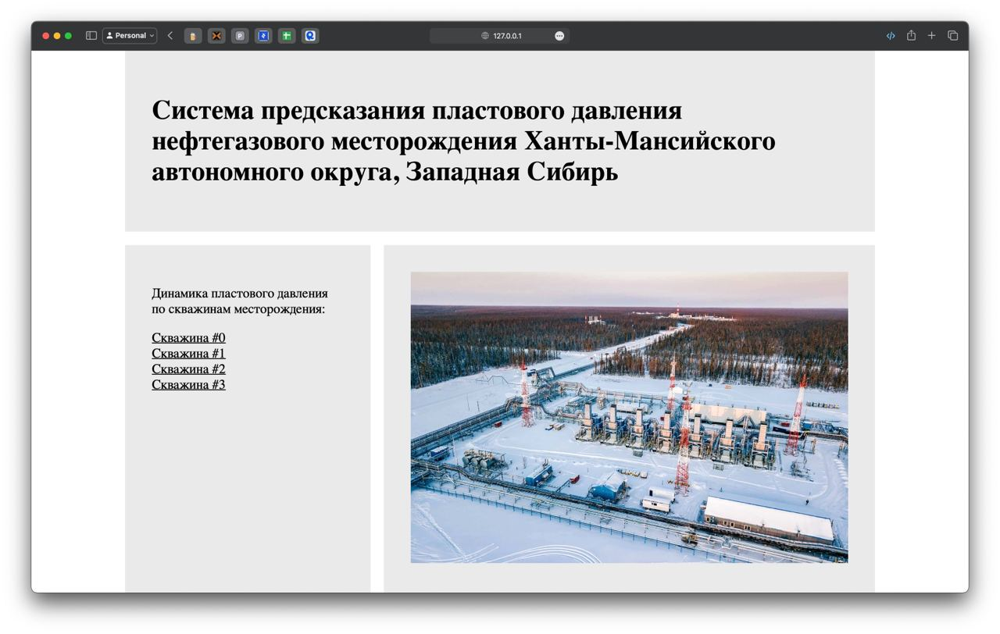 Personal
127.0.0.1
Система предсказания пластового давления
нефтегазового месторождения Ханты-Мансийского
автономного округа, Западная Сибирь
Динамика пластового давления
по скважинам месторождения:
Скважина #0
Скважина #1
Скважина #2
Скважина #3